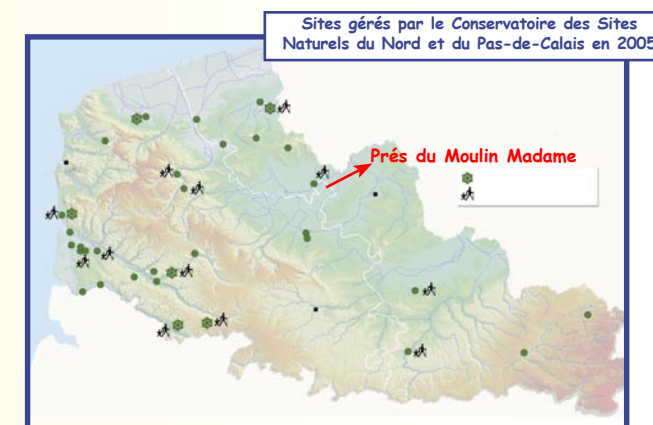 Sites gérés par le Conservatoire des Sites
Naturels du Nord et du Pas-de-Calais en 2005
Prés du Moulin Madame